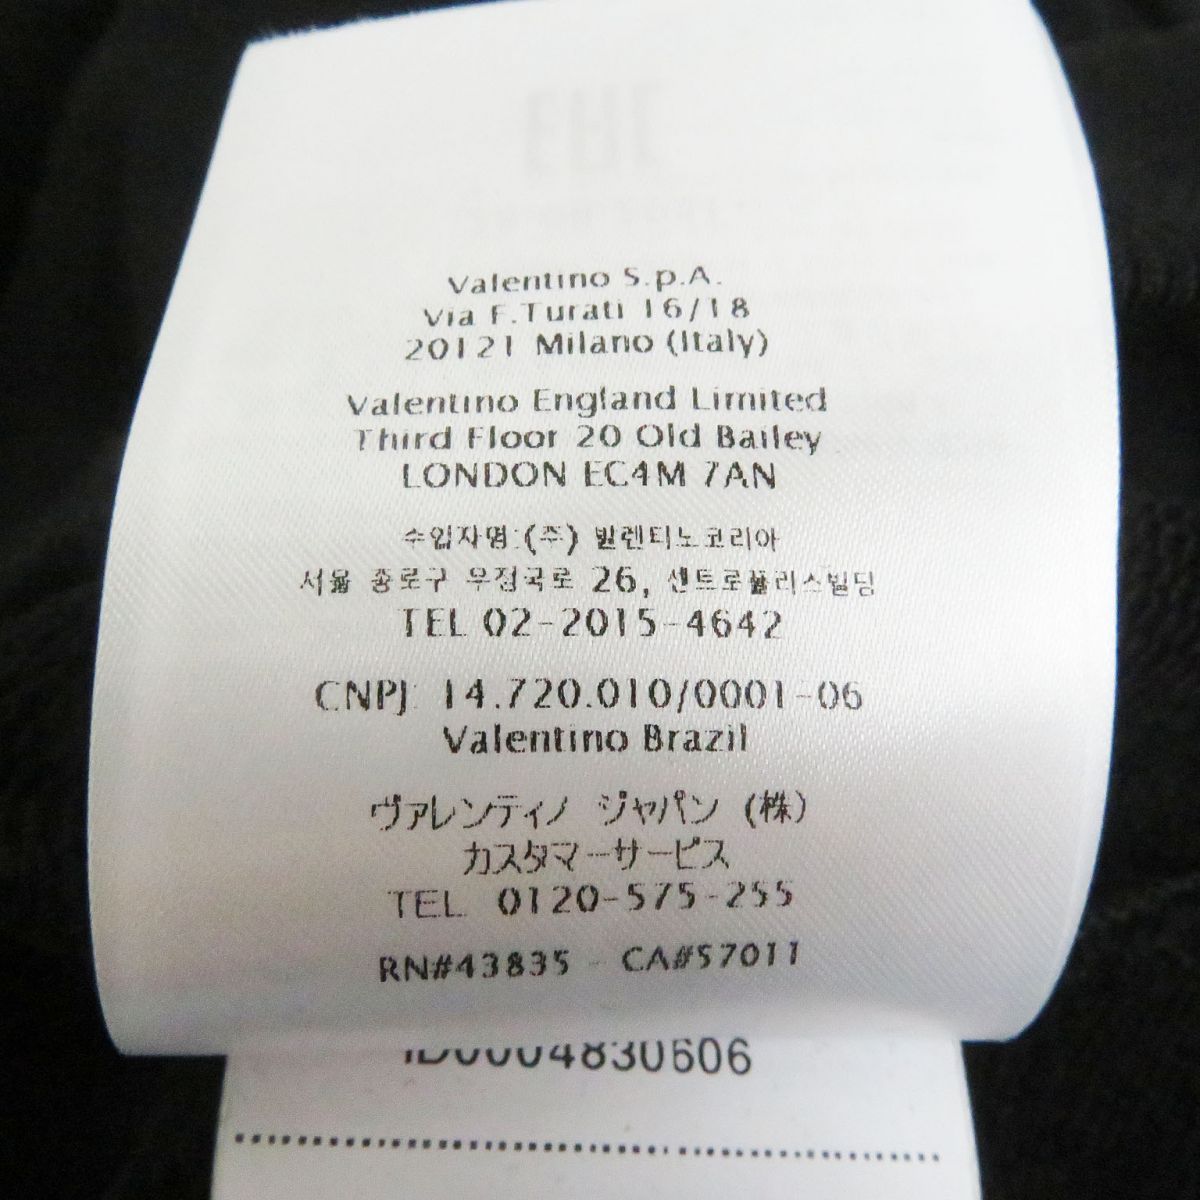 Valentino S.p.A.
Via F.Turati 16/18
20121 Milano (Italy)
Valentino England Limited
Third Floor 20 Old Bailey
LONDON EC4M 7AN
수입자명:(주) 발렌티노코리아
서울 종로구 우정국로 26, 센트로폴리스빌딩
TEL 02-2015-4642
CNPJ 14.720.010/0001-06
Valentino Brazil
ヴァレンティノ ジャパン (株)
カスタマーサービス
TEL 0120-575-255
RN#43835 - CA#57011
ID0004830606